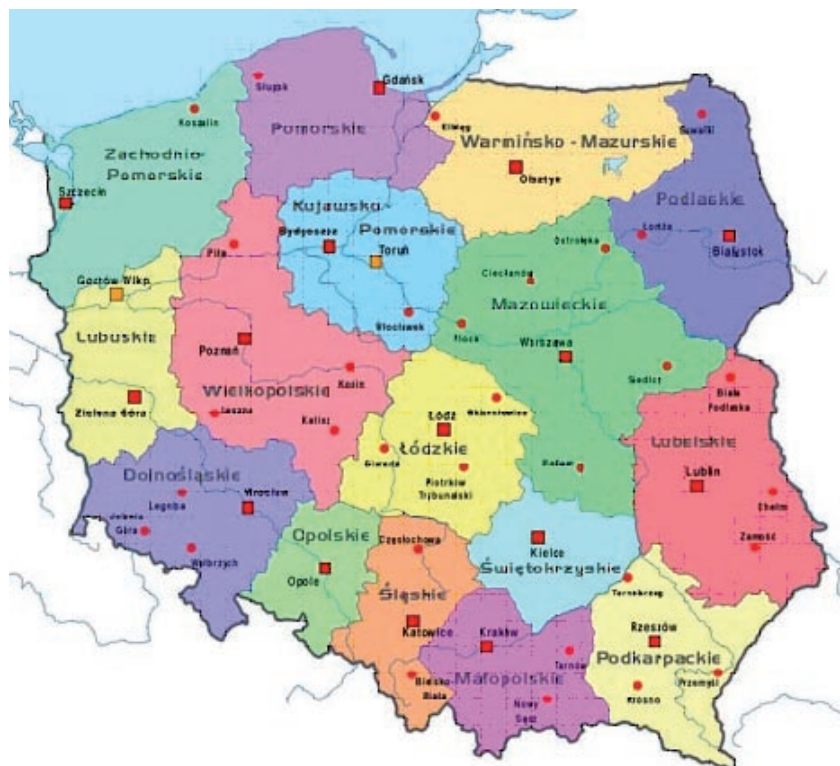 Gdańsk
Słupsk
Koszalin
Pomorskie
Elbląg
Suwałki
Warmińsko - Mazurskie
Zachodnio-
Pomorskie
Olsztyn
Szczecin
Podlaskie
Kujawsko-
Pomorskie
Bydgoszcz
Toruń
Piła
Ostrołęka
Łomża
Białystok
Gorzów Wlkp.
Ciechanów
Mazowieckie
Włocławek
Płock
Lubuskie
Poznań
Warszawa
Konin
Siedlce
Wielkopolskie
Biała
Podlaska
Zielona Góra
Leszno
Kalisz
Łódź
Skierniewice
Łódzkie
Lubelskie
Sieradz
Piotrków
Trybunalski
Radom
Lublin
Dolnośląskie
Legnica
Wrocław
Chełm
Jelenia
Góra
Wałbrzych
Opolskie
Opole
Częstochowa
Kielce
Świętokrzyskie
Zamość
Śląskie
Tarnobrzeg
Katowice
Kraków
Rzeszów
Tarnów
Podkarpackie
Małopolskie
Bielsko
Biała
Nowy
Sącz
Krosno
Przemyśl